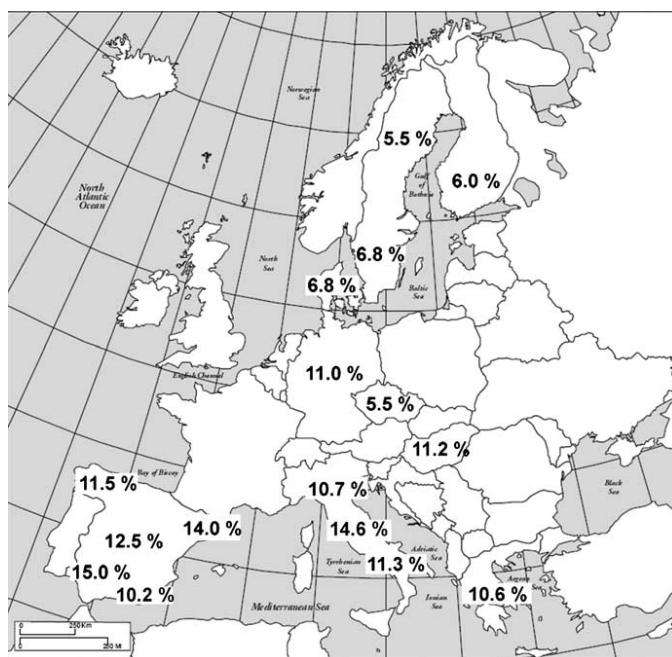 Norwegian
Sea
5.5 %
Gulf
of
Bothnia
6.0 %
North
Atlantic
Ocean
North
Sea
6.8 %
6.8 %
Baltic
Sea
English Channel
11.0 %
5.5 %
11.2 %
Bay of Biscay
11.5 %
10.7 %
Black
Sea
14.0 %
14.6 %
12.5 %
Adriatic
Sea
15.0 %
Tyrrhenian
Sea
11.3 %
10.2 %
Aegean
Sea
10.6 %
Mediterranean Sea
Ionian
Sea
0
250 Km
0
250 Mi